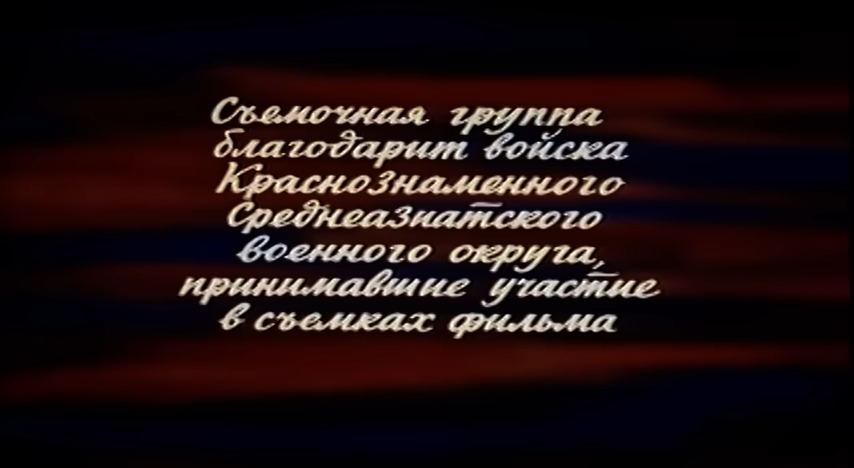 Съемочная группа
благодарит войска
Краснознаменного
Среднеазиатского
военного округа,
принимавшие участие
в съемках фильма